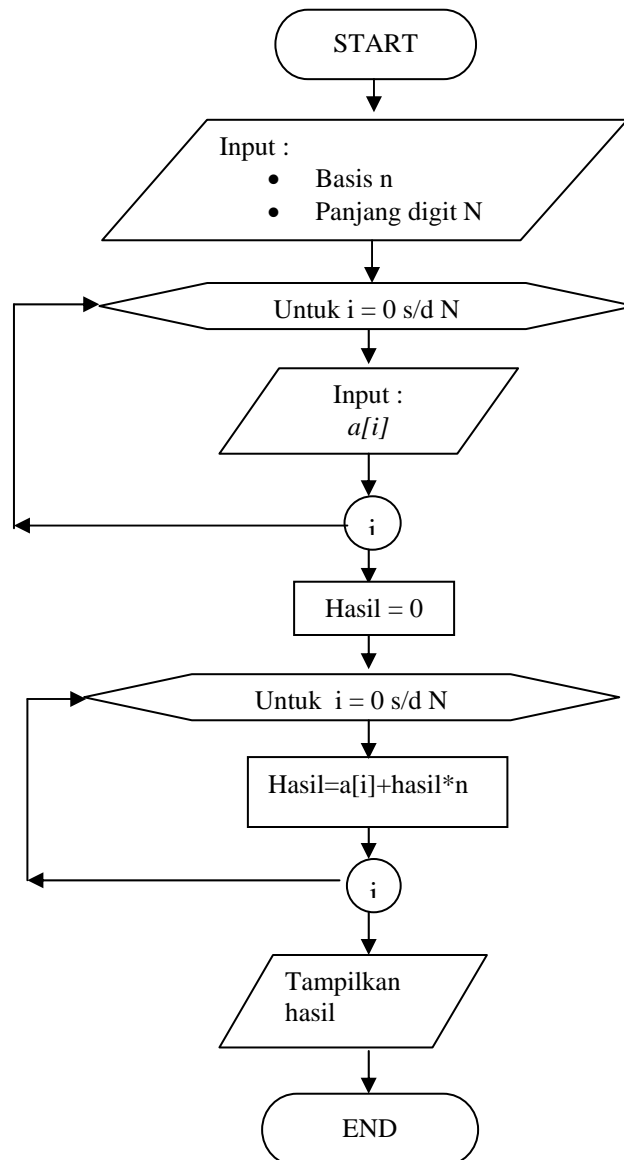 START
Input :
• Basis n
• Panjang digit N
Untuk i = 0 s/d N
Input :
a[i]
i
Hasil = 0
Untuk i = 0 s/d N
Hasil=a[i]+hasil*n
i
Tampilkan
hasil
END